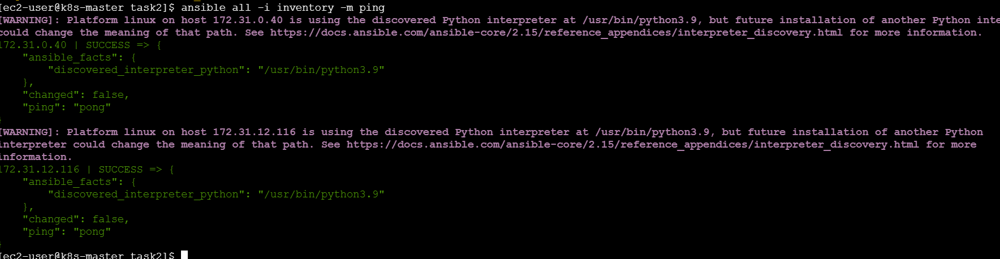 [ec2-user@k8s-master task2]$ ansible all -i inventory -m ping
[WARNING]: Platform linux on host 172.31.0.40 is using the discovered Python interpreter at /usr/bin/python3.9, but future installation of another Python inte
could change the meaning of that path. See https://docs.ansible.com/ansible-core/2.15/reference_appendices/interpreter_discovery.html for more information.
172.31.0.40 | SUCCESS => {
    "ansible_facts": {
        "discovered_interpreter_python": "/usr/bin/python3.9"
    },
    "changed": false,
    "ping": "pong"
}
[WARNING]: Platform linux on host 172.31.12.116 is using the discovered Python interpreter at /usr/bin/python3.9, but future installation of another Python
interpreter could change the meaning of that path. See https://docs.ansible.com/ansible-core/2.15/reference_appendices/interpreter_discovery.html for more
information.
172.31.12.116 | SUCCESS => {
    "ansible_facts": {
        "discovered_interpreter_python": "/usr/bin/python3.9"
    },
    "changed": false,
    "ping": "pong"
}
[ec2-user@k8s-master task2]$